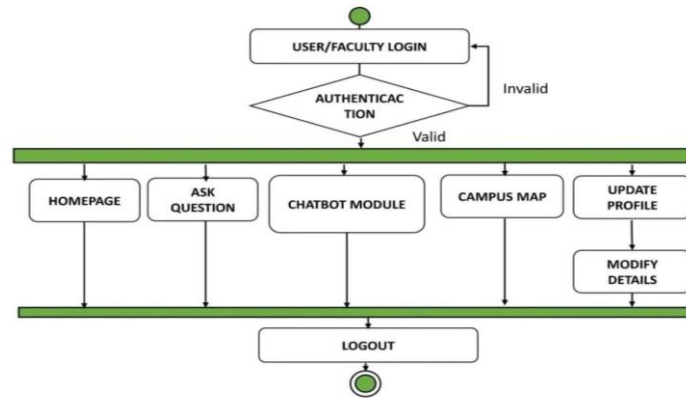 USER/FACULTY LOGIN
AUTHENTICAC
TION
Invalid
Valid
HOMEPAGE
ASK
QUESTION
CHATBOT MODULE
CAMPUS MAP
UPDATE
PROFILE
MODIFY
DETAILS
LOGOUT